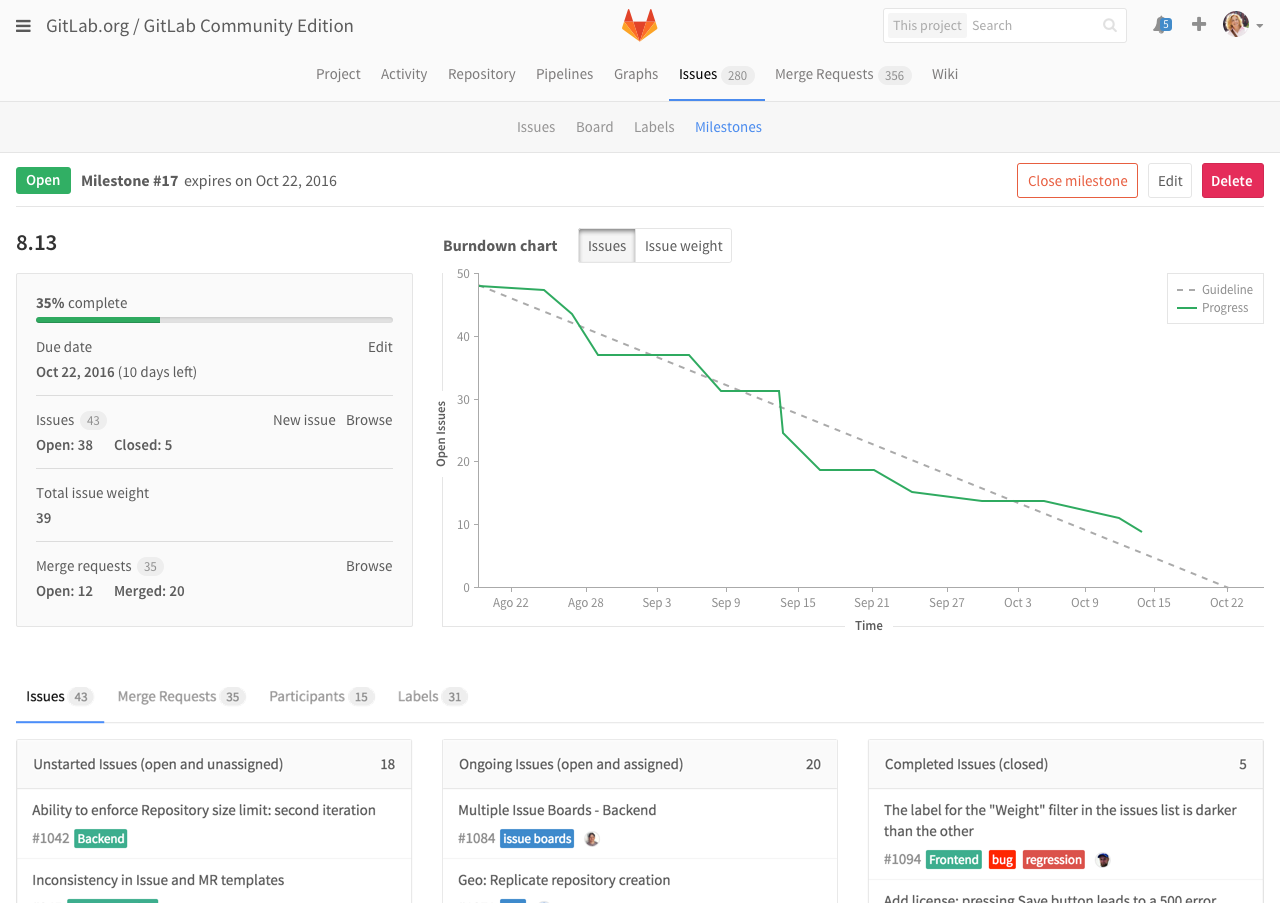 GitLab.org / GitLab Community Edition
This project Search
5
Project Activity Repository Pipelines Graphs Issues 280 Merge Requests 356 Wiki
Issues Board Labels Milestones
Open Milestone #17 expires on Oct 22, 2016
Close milestone Edit Delete
8.13
35% complete
Due date Edit
Oct 22, 2016 (10 days left)
Issues 43 New issue Browse
Open: 38 Closed: 5
Total issue weight
39
Merge requests 35 Browse
Open: 12 Merged: 20
Burndown chart Issues Issue weight
Guideline
Progress
50
40
30
20
10
0
Open Issues
Ago 22 Ago 28 Sep 3 Sep 9 Sep 15 Sep 21 Sep 27 Oct 3 Oct 9 Oct 15 Oct 22
Time
Issues 43 Merge Requests 35 Participants 15 Labels 31
Unstarted Issues (open and unassigned) 18
Ability to enforce Repository size limit: second iteration
#1042 Backend
Inconsistency in Issue and MR templates
Ongoing Issues (open and assigned) 20
Multiple Issue Boards - Backend
#1084 issue boards
Geo: Replicate repository creation
Completed Issues (closed) 5
The label for the "Weight" filter in the issues list is darker
than the other
#1094 Frontend bug regression
Add license: pressing Save button leads to a 500 error